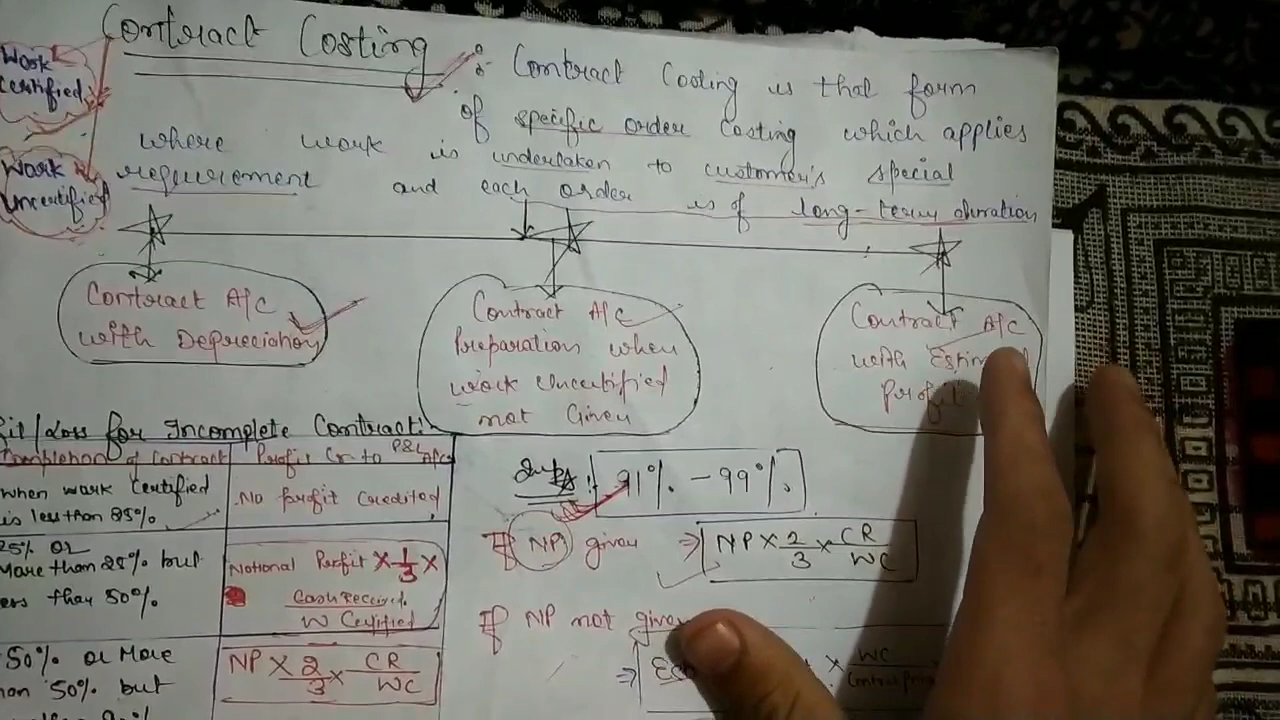 Contract Costing :- Contract Costing is that form
of specific order costing which applies
where work is undertaken to customer's special
requirement and each order is of long-term duration
Work
Certified
Work
Uncertified
Contract A/C
with Depreciation
Contract A/C
Preparation when
work Uncertified
not Given
Contract A/C
with
Profit
Loss for Incomplete Contract:
Completion of Contract
Profit Cr to P&L A/C
when work Certified
is less than 25%
No Profit Credited
25% or
More than 25% but
than 50%.
Notional Profit × 1/3 ×
Cash Received
W Certified
50% or More
50% but
NP × 2/3 × CR/WC
91% - 99%.
If NP given ⇒ NP × 2/3 × CR/WC
If NP not given
⇒ × WC